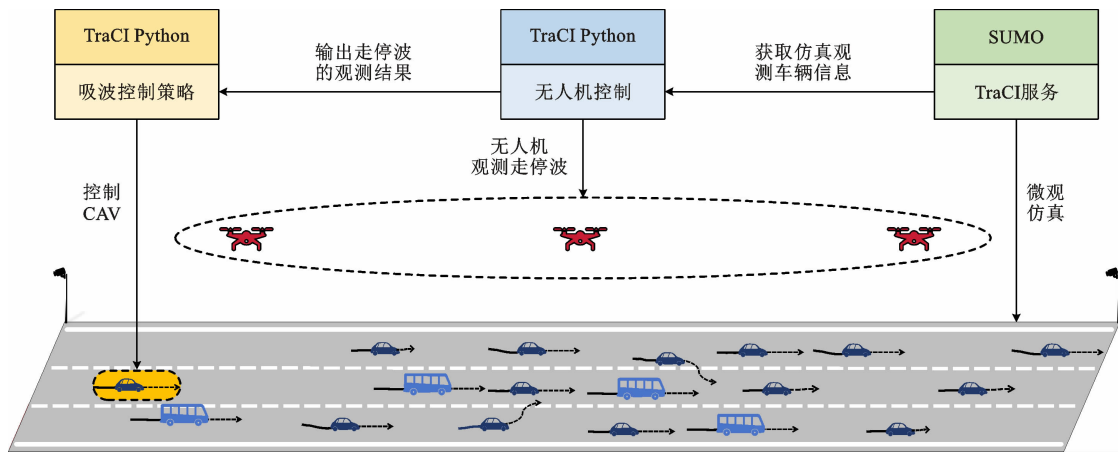 TraCI Python
吸波控制策略
输出走停波
的观测结果
TraCI Python
无人机控制
获取仿真观
测车辆信息
SUMO
TraCI服务
控制
CAV
无人机
观测走停波
微观
仿真